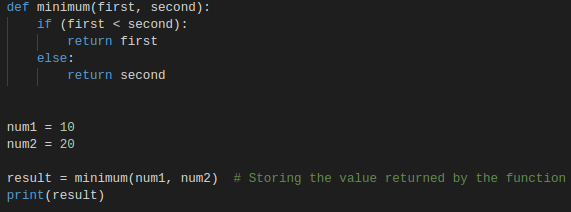 def minimum(first, second):
    if (first < second):
        return first
    else:
        return second
num1 = 10
num2 = 20
result = minimum(num1, num2)  # Storing the value returned by the function
print(result)